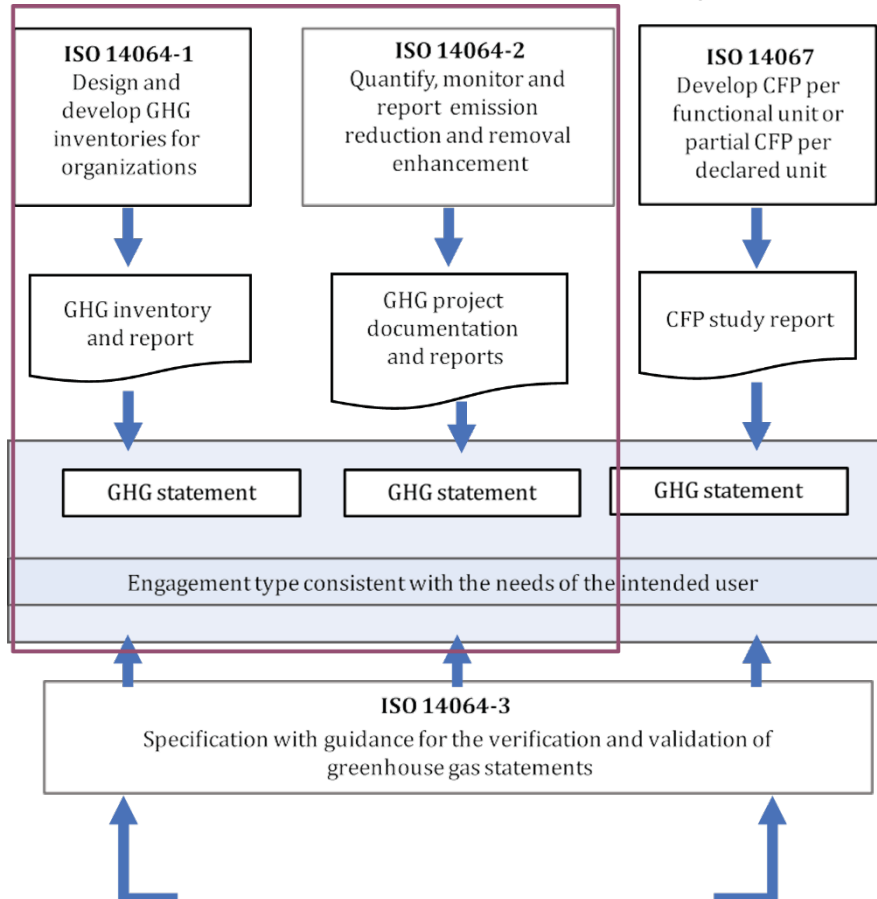 ISO 14064-1
Design and
develop GHG
inventories for
organizations
ISO 14064-2
Quantify, monitor and
report emission
reduction and removal
enhancement
ISO 14067
Develop CFP per
functional unit or
partial CFP per
declared unit
GHG inventory
and report
GHG project
documentation
and reports
CFP study report
GHG statement
GHG statement
GHG statement
Engagement type consistent with the needs of the intended user
ISO 14064-3
Specification with guidance for the verification and validation of
greenhouse gas statements